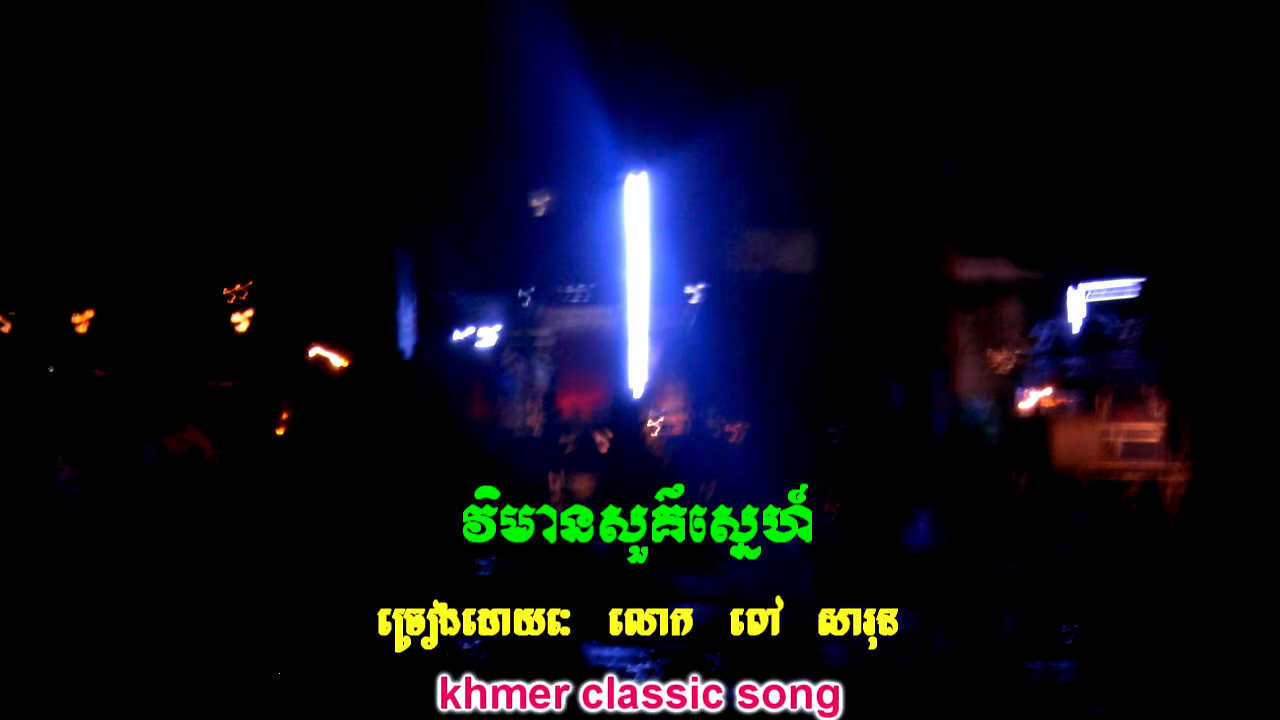 វិមានសួគ៌ស្នេហ៍
ច្រៀងដោយៈ លោក ទៅ សារុន
khmer classic song